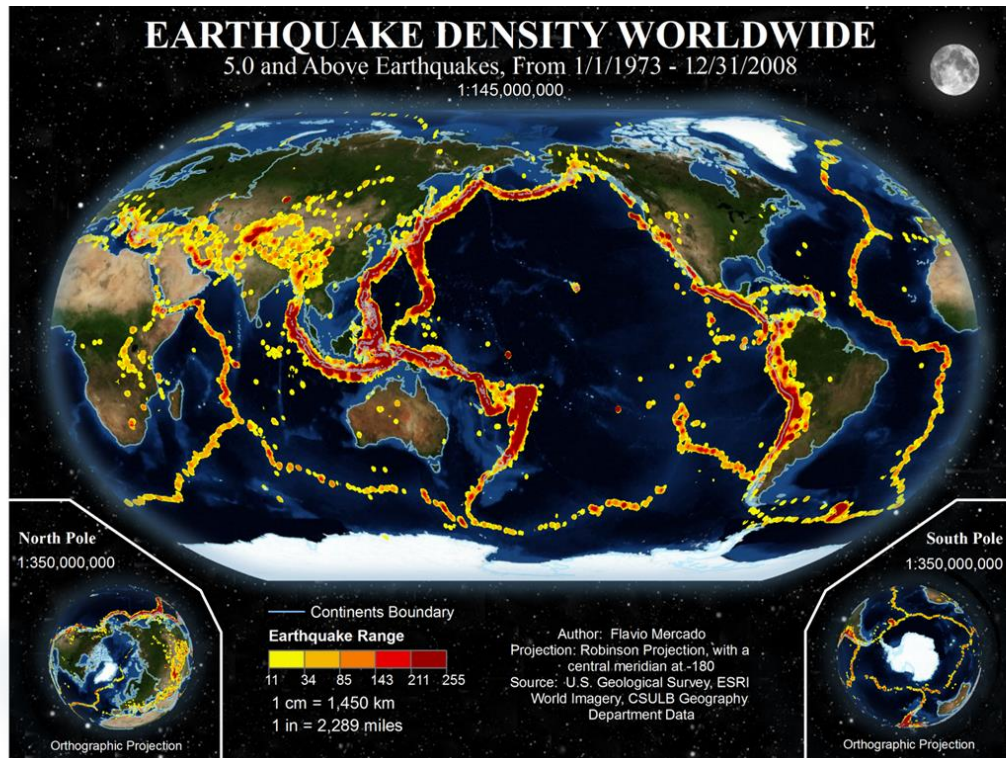 EARTHQUAKE DENSITY WORLDWIDE
5.0 and Above Earthquakes, From 1/1/1973 - 12/31/2008
1:145,000,000
North Pole
1:350,000,000
Orthographic Projection
Continents Boundary
Earthquake Range
11 34 85 143 211 255
1 cm = 1,450 km
1 in = 2,289 miles
Author: Flavio Mercado
Projection: Robinson Projection, with a
central meridian at -180
Source: U.S. Geological Survey, ESRI
World Imagery, CSULB Geography
Department Data
South Pole
1:350,000,000
Orthographic Projection